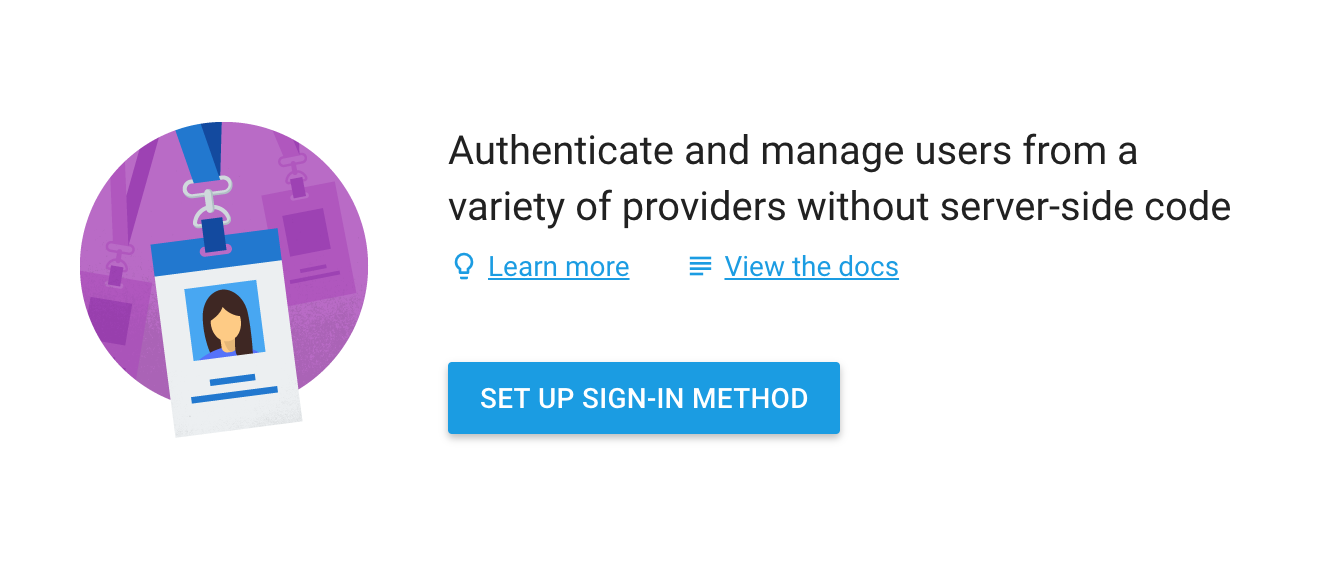 Authenticate and manage users from a
variety of providers without server-side code
Learn more View the docs
SET UP SIGN-IN METHOD